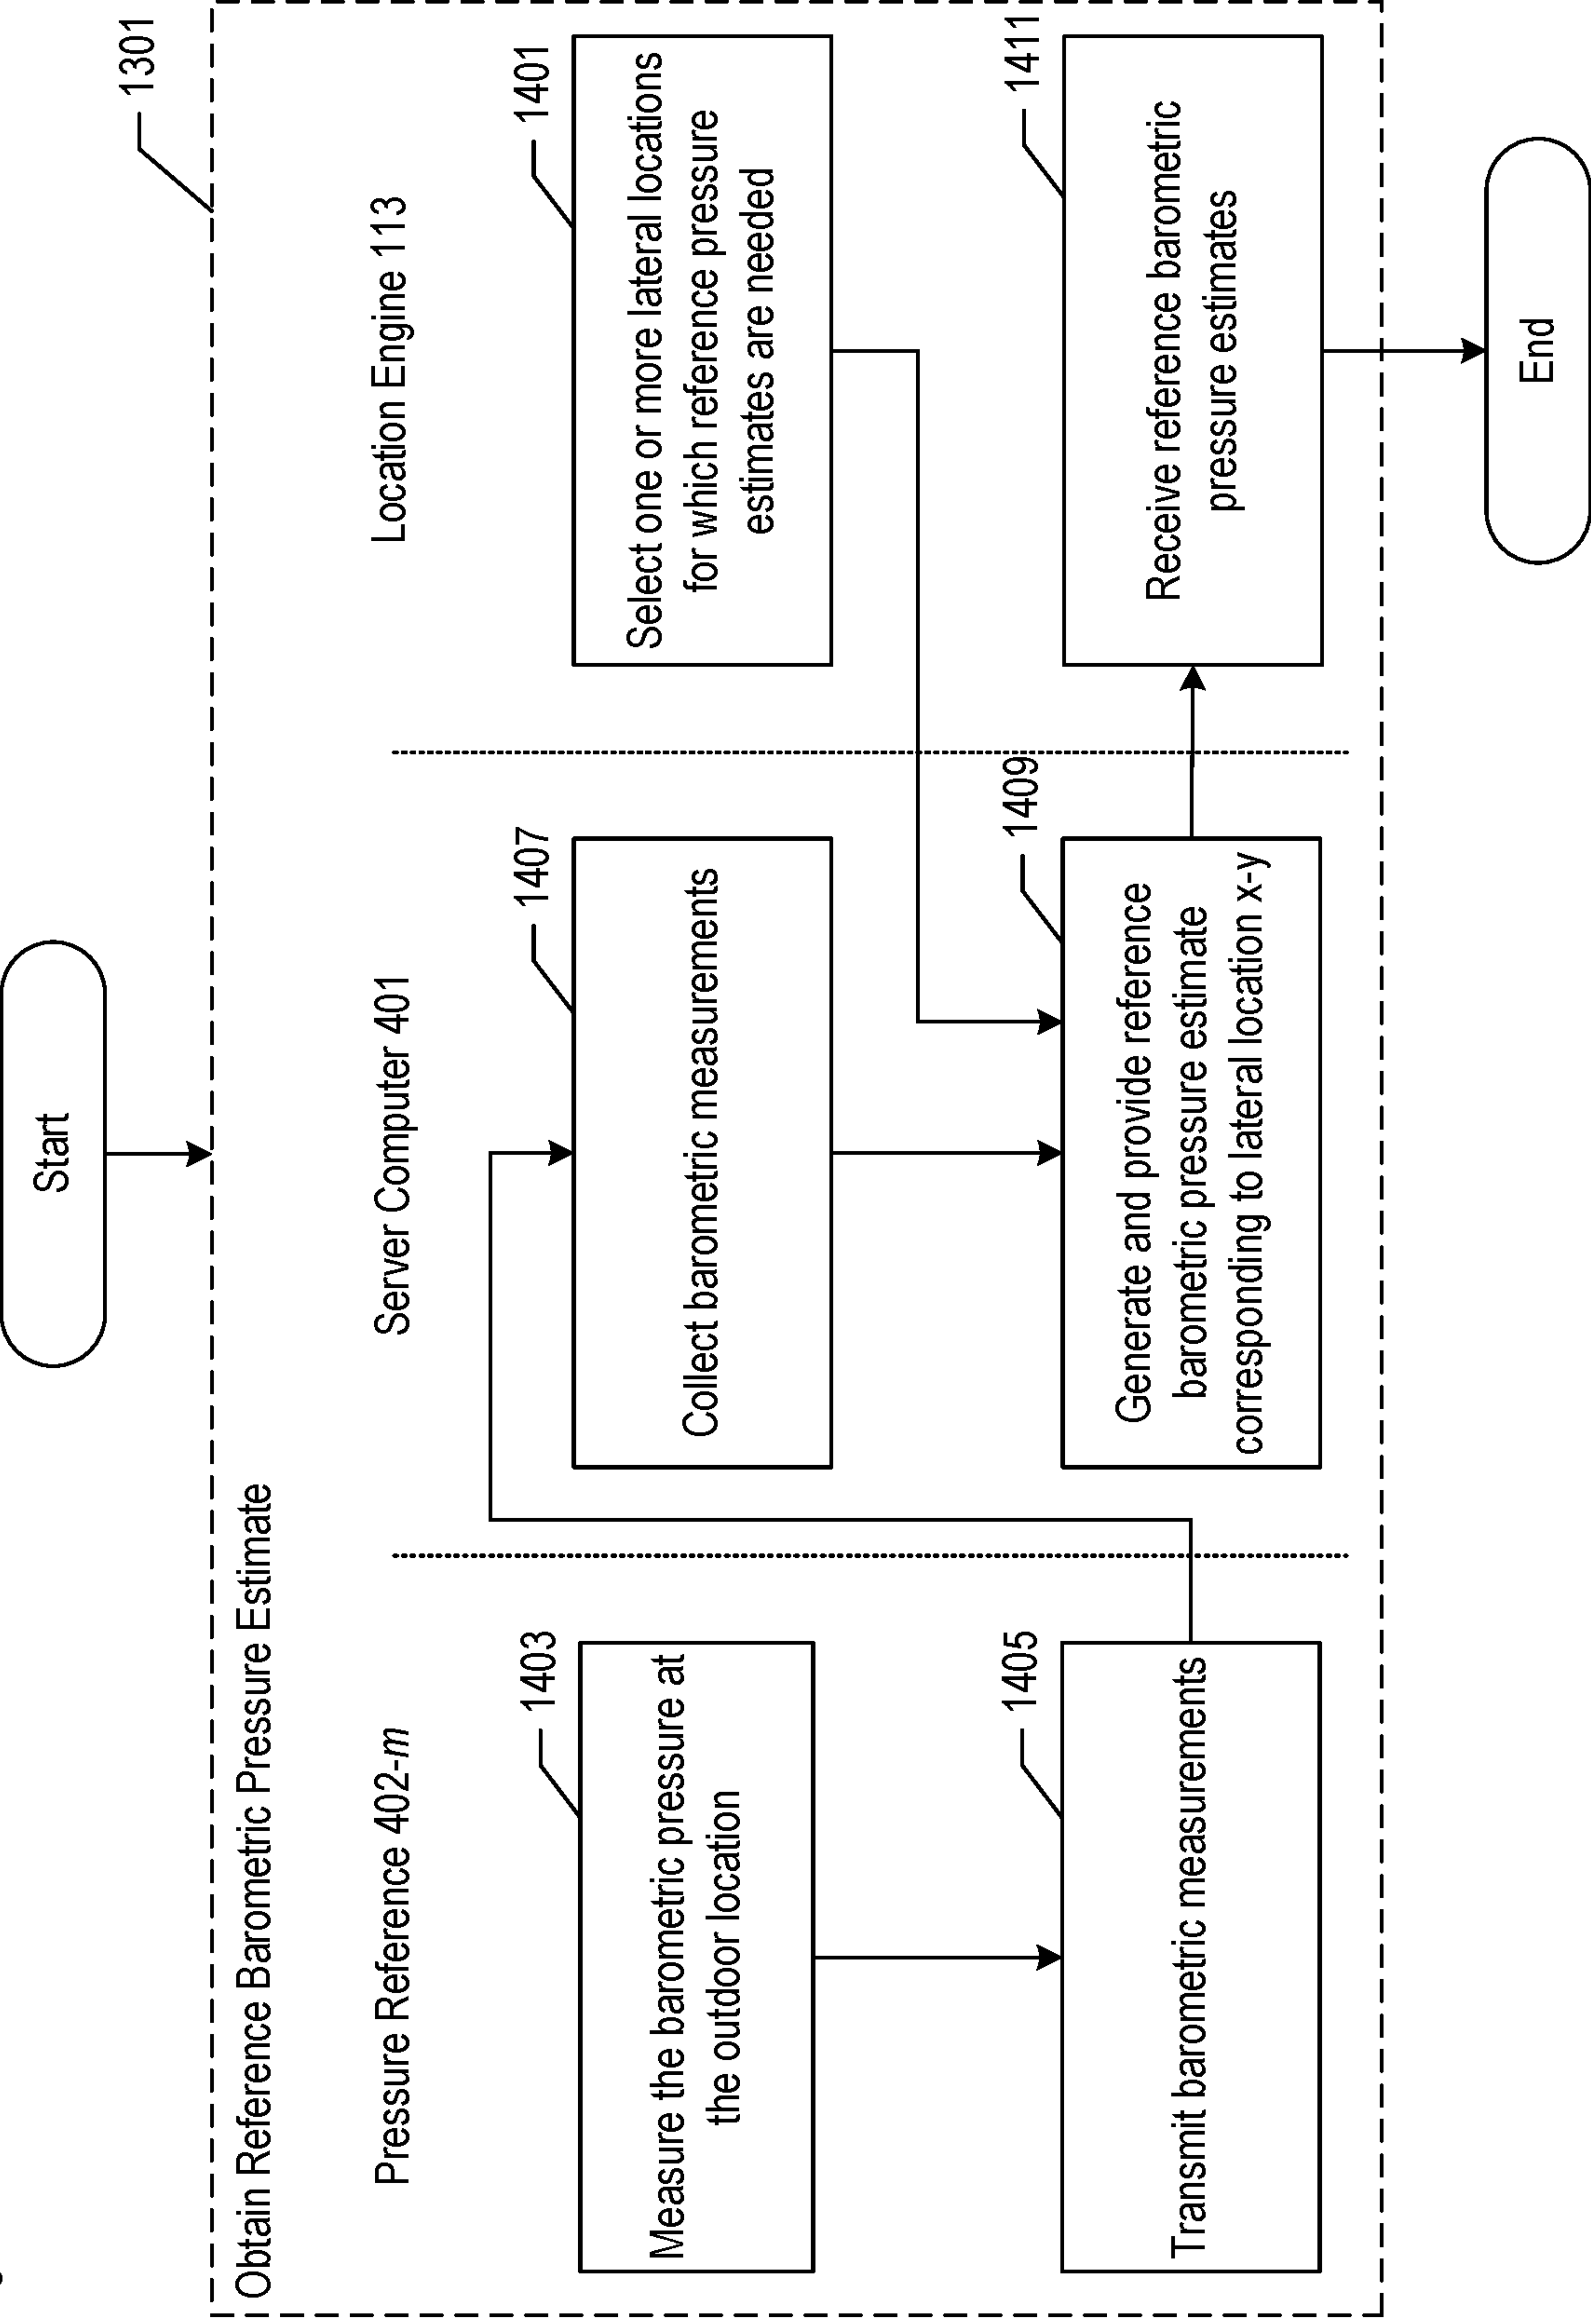 Start
1301
Obtain Reference Barometric Pressure Estimate
Pressure Reference 402-m
Server Computer 401
Location Engine 113
1403
Measure the barometric pressure at
the outdoor location
1407
Collect barometric measurements
1401
Select one or more lateral locations
for which reference pressure
estimates are needed
1405
Transmit barometric measurements
1409
Generate and provide reference
barometric pressure estimate
corresponding to lateral location x-y
1411
Receive reference barometric
pressure estimates
End